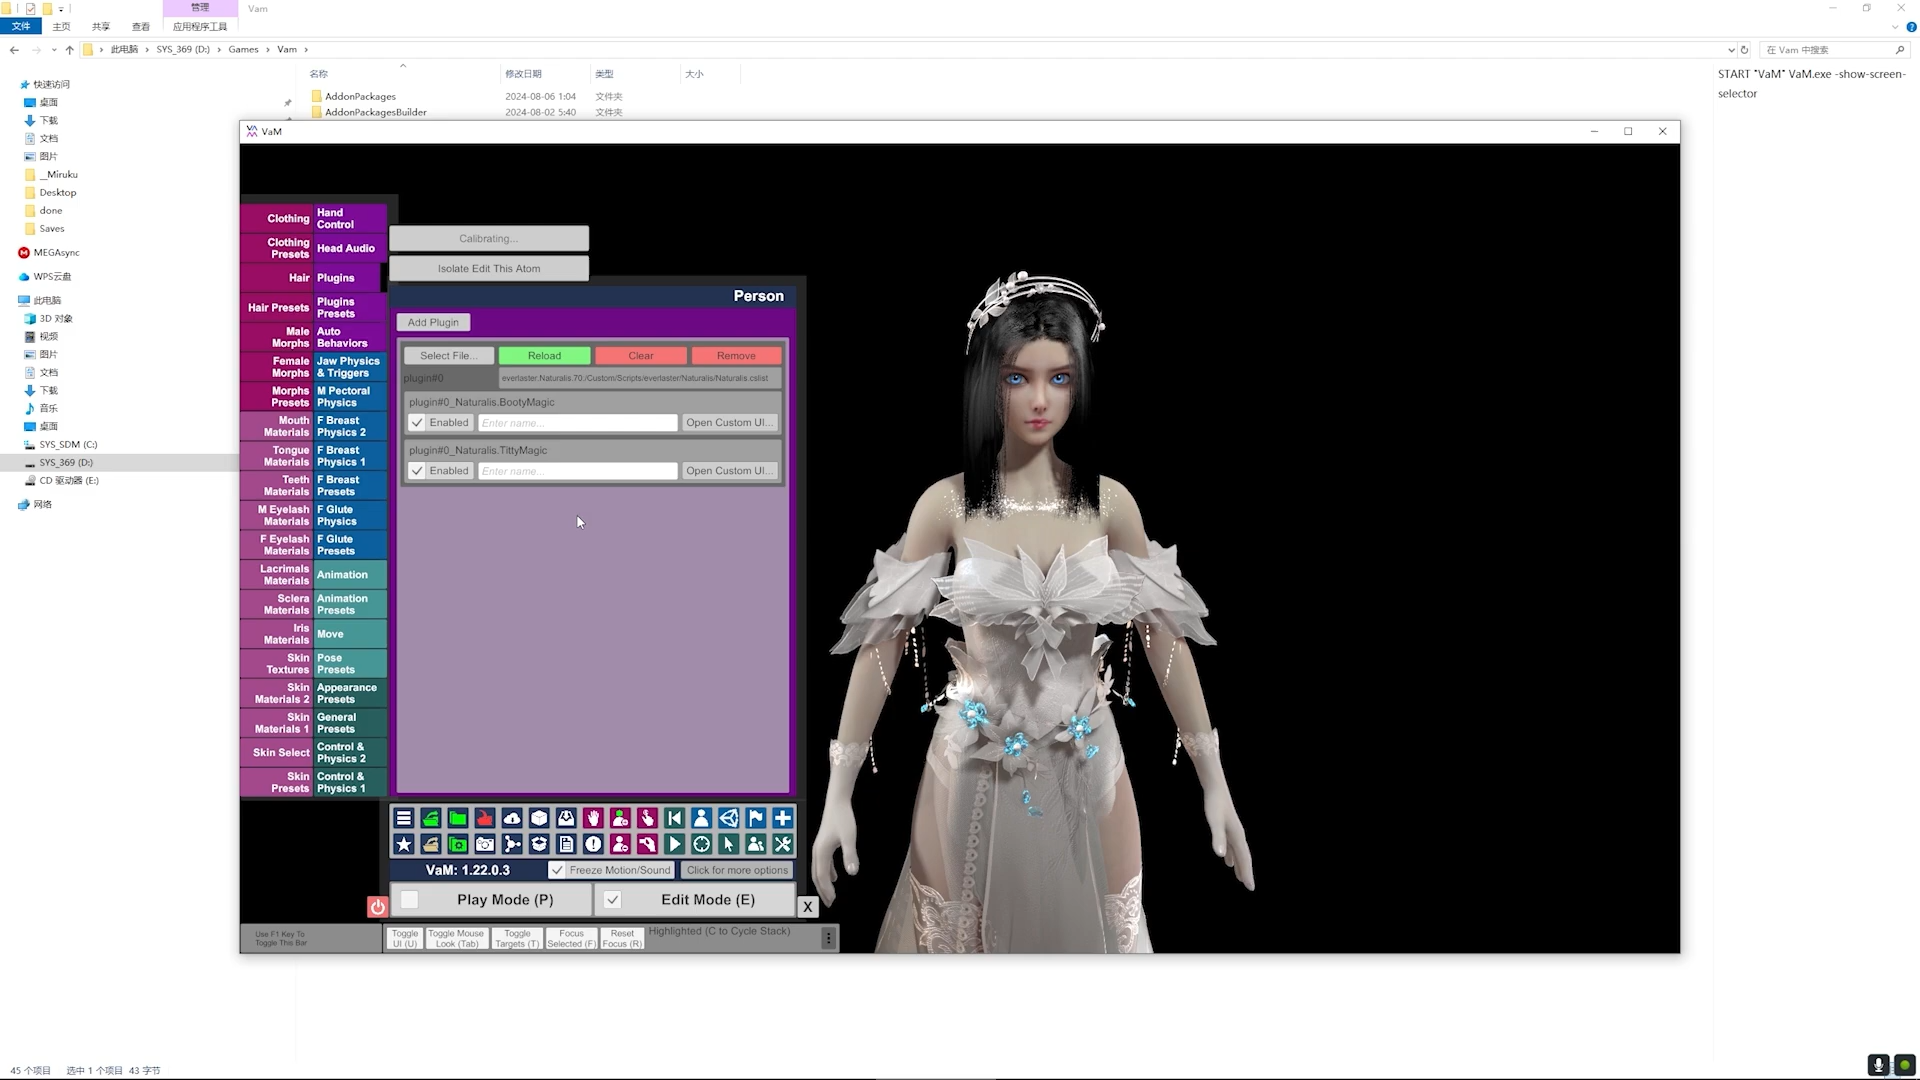 管理
Vam
文件
主页
共享
查看
应用程序工具
此电脑 › SYS_369 (D:) › Games › Vam ›
在 Vam 中搜索
名称
修改日期
类型
大小
AddonPackages
2024-08-06 1:04
文件夹
AddonPackagesBuilder
2024-08-02 5:40
文件夹
START "VaM" VaM.exe -show-screen-
selector
快速访问
桌面
下载
文档
图片
__Miruku
Desktop
done
Saves
MEGAsync
WPS云盘
此电脑
3D 对象
视频
图片
文档
下载
音乐
桌面
SYS_SDM (C:)
SYS_369 (D:)
CD 驱动器 (E:)
网络
VaM
Clothing
Hand
Control
Clothing
Presets
Head Audio
Hair
Plugins
Hair Presets
Plugins
Presets
Male
Morphs
Auto
Behaviors
Female
Morphs
Jaw Physics
& Triggers
Morphs
Presets
M Pectoral
Physics
Mouth
Materials
F Breast
Physics 2
Tongue
Materials
F Breast
Physics 1
Teeth
Materials
F Breast
Presets
M Eyelash
Materials
F Glute
Physics
F Eyelash
Materials
F Glute
Presets
Lacrimals
Materials
Animation
Sclera
Materials
Animation
Presets
Iris
Materials
Move
Skin
Textures
Pose
Presets
Skin
Materials 2
Appearance
Presets
Skin
Materials 1
General
Presets
Skin Select
Control &
Physics 2
Skin
Presets
Control &
Physics 1
Calibrating...
Isolate Edit This Atom
Person
Add Plugin
Select File...
Reload
Clear
Remove
plugin#0
everlaster.Naturalis.70:/Custom/Scripts/everlaster/Naturalis/Naturalis.cslist
plugin#0_Naturalis.BootyMagic
Enabled
Enter name...
Open Custom UI...
plugin#0_Naturalis.TittyMagic
Enabled
Enter name...
Open Custom UI...
VaM: 1.22.0.3
Freeze Motion/Sound
Click for more options
Play Mode (P)
Edit Mode (E)
X
Use F1 Key To
Toggle This Bar
Toggle
UI (U)
Toggle Mouse
Look (Tab)
Toggle
Targets (T)
Focus
Selected (F)
Reset
Focus (R)
Highlighted (C to Cycle Stack)
45 个项目
选中 1 个项目 43 字节